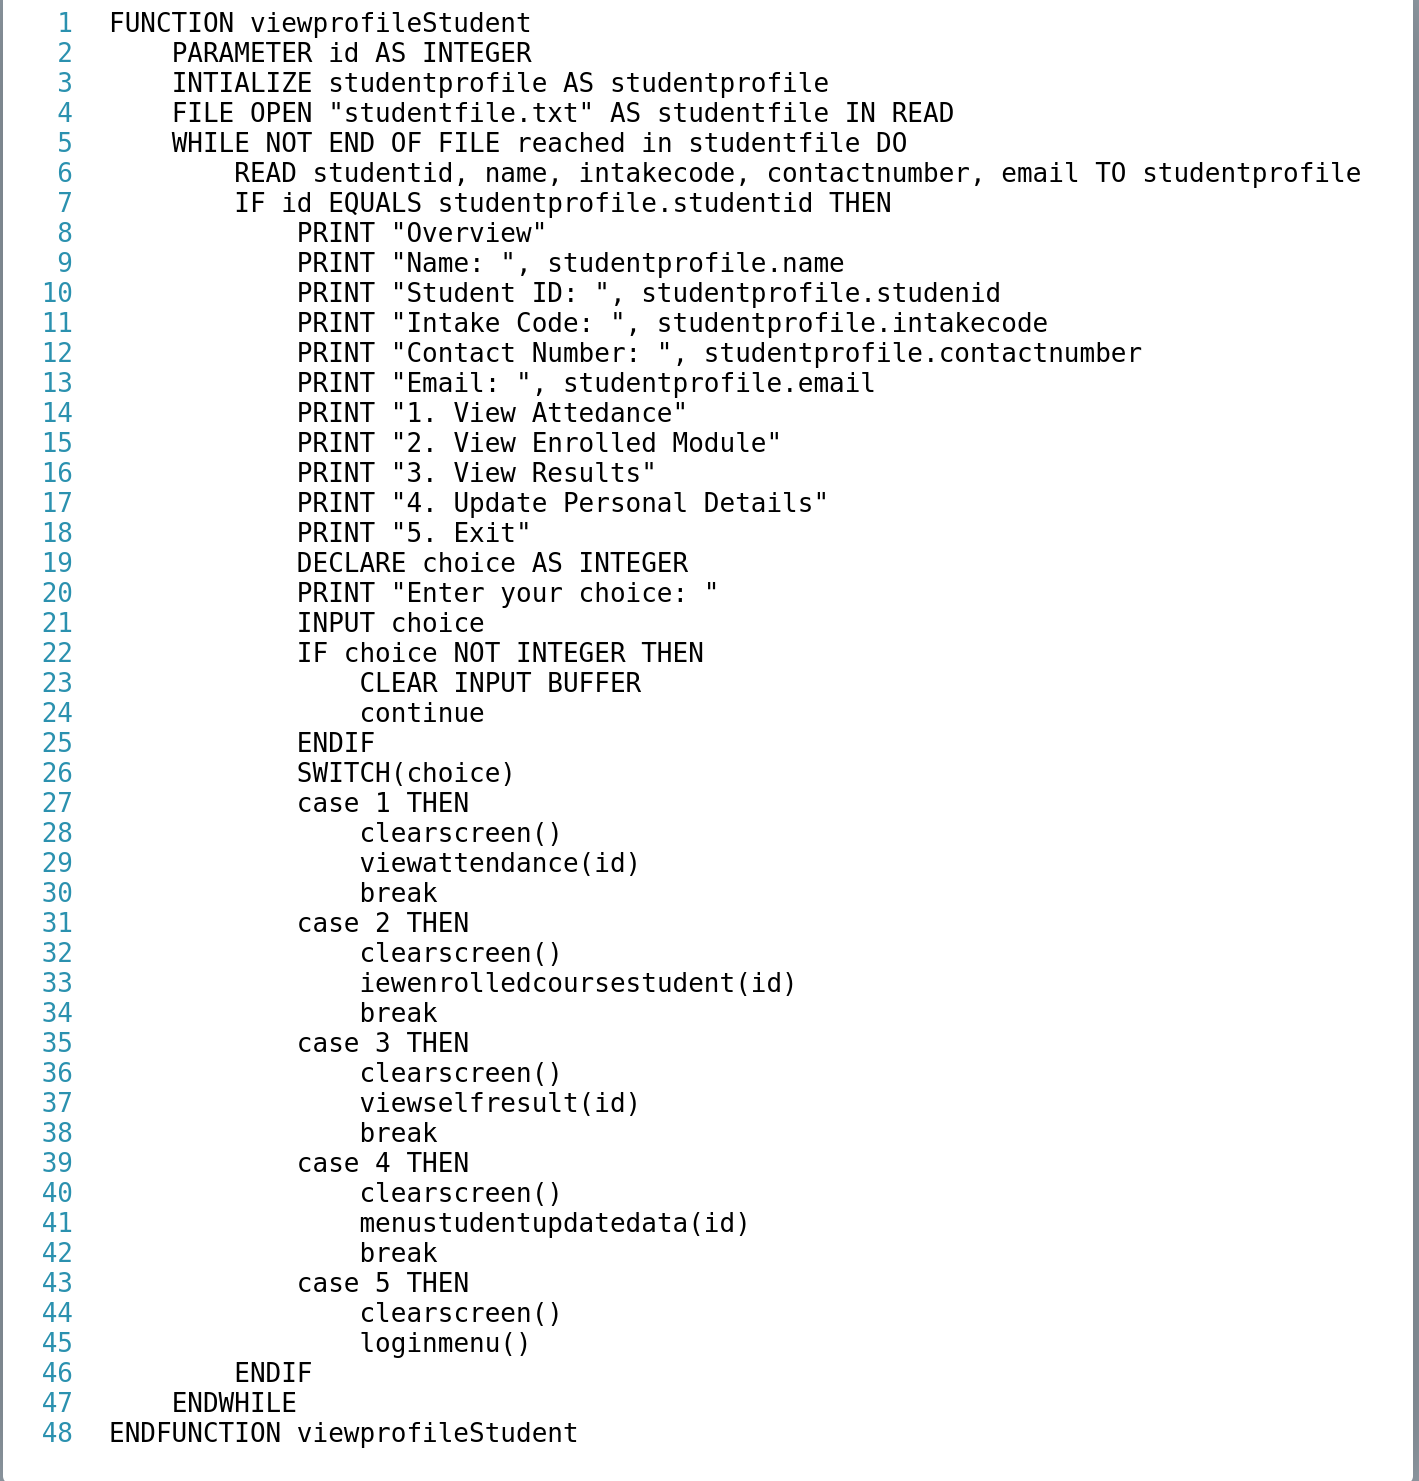 1 FUNCTION viewprofileStudent
2 PARAMETER id AS INTEGER
3 INTIALIZE studentprofile AS studentprofile
4 FILE OPEN "studentfile.txt" AS studentfile IN READ
5 WHILE NOT END OF FILE reached in studentfile DO
6 READ studentid, name, intakecode, contactnumber, email TO studentprofile
7 IF id EQUALS studentprofile.studentid THEN
8 PRINT "Overview"
9 PRINT "Name: ", studentprofile.name
10 PRINT "Student ID: ", studentprofile.studenid
11 PRINT "Intake Code: ", studentprofile.intakecode
12 PRINT "Contact Number: ", studentprofile.contactnumber
13 PRINT "Email: ", studentprofile.email
14 PRINT "1. View Attedance"
15 PRINT "2. View Enrolled Module"
16 PRINT "3. View Results"
17 PRINT "4. Update Personal Details"
18 PRINT "5. Exit"
19 DECLARE choice AS INTEGER
20 PRINT "Enter your choice: "
21 INPUT choice
22 IF choice NOT INTEGER THEN
23 CLEAR INPUT BUFFER
24 continue
25 ENDIF
26 SWITCH(choice)
27 case 1 THEN
28 clearscreen()
29 viewattendance(id)
30 break
31 case 2 THEN
32 clearscreen()
33 iewenrolledcoursestudent(id)
34 break
35 case 3 THEN
36 clearscreen()
37 viewselfresult(id)
38 break
39 case 4 THEN
40 clearscreen()
41 menustudentupdatedata(id)
42 break
43 case 5 THEN
44 clearscreen()
45 loginmenu()
46 ENDIF
47 ENDWHILE
48 ENDFUNCTION viewprofileStudent